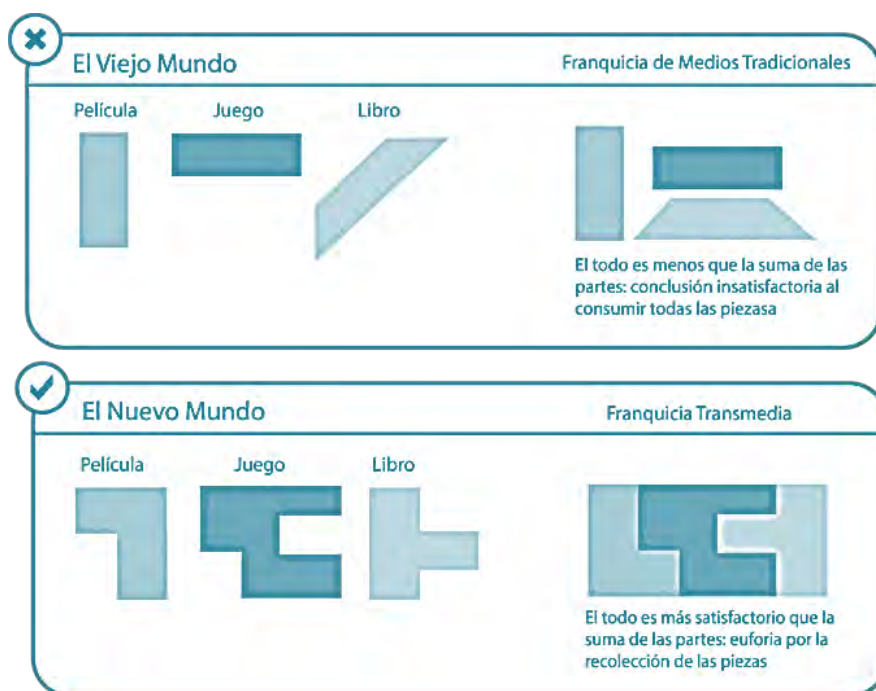 El Viejo Mundo
Franquicia de Medios Tradicionales
Película
Juego
Libro
El todo es menos que la suma de las
partes: conclusión insatisfactoria al
consumir todas las piezasa
El Nuevo Mundo
Franquicia Transmedia
Película
Juego
Libro
El todo es más satisfactorio que la
suma de las partes: euforia por la
recolección de las piezas